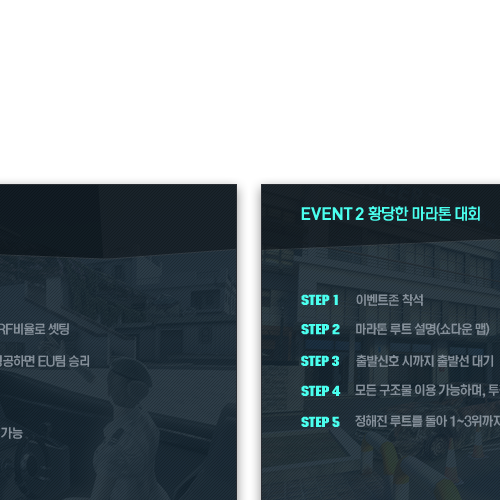 RF비율로 셋팅
성공하면 EU팀 승리
가능
EVENT 2 황당한 마라톤 대회
STEP 1 이벤트존 착석
STEP 2 마라톤 루트 설명(쇼다운 맵)
STEP 3 출발신호 시까지 출발선 대기
STEP 4 모든 구조물 이용 가능하며, 투
STEP 5 정해진 루트를 돌아 1~3위까지